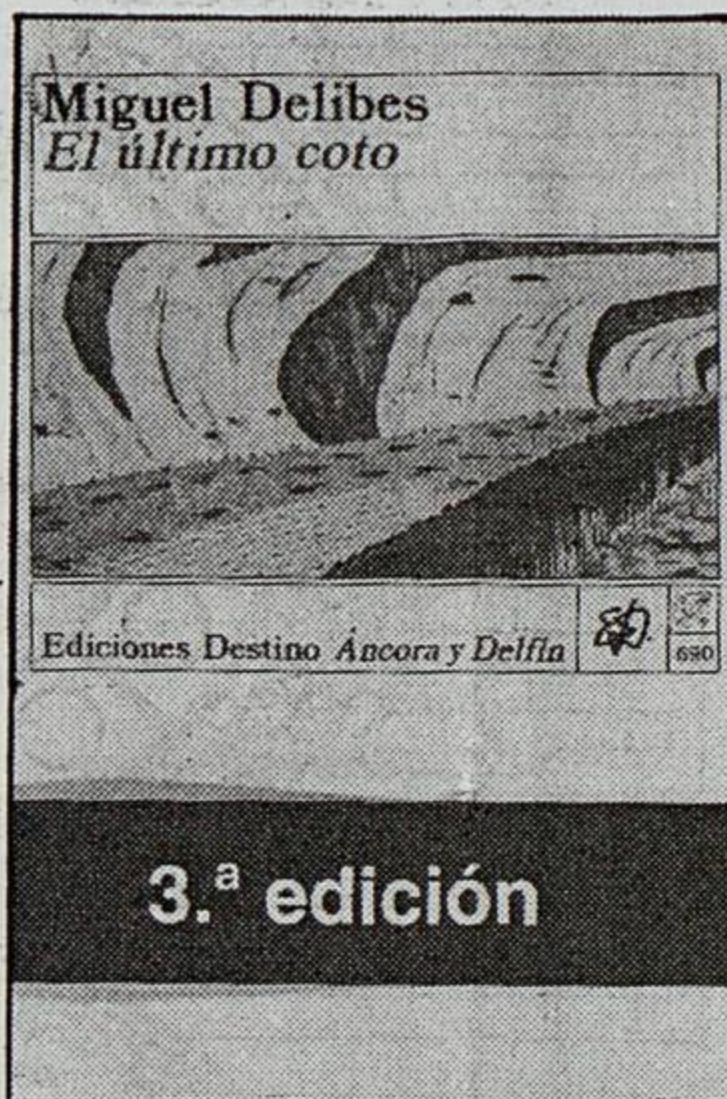 Miguel Delibes
El último coto
Ediciones Destino Áncora y Delfín
690
3.ª edición